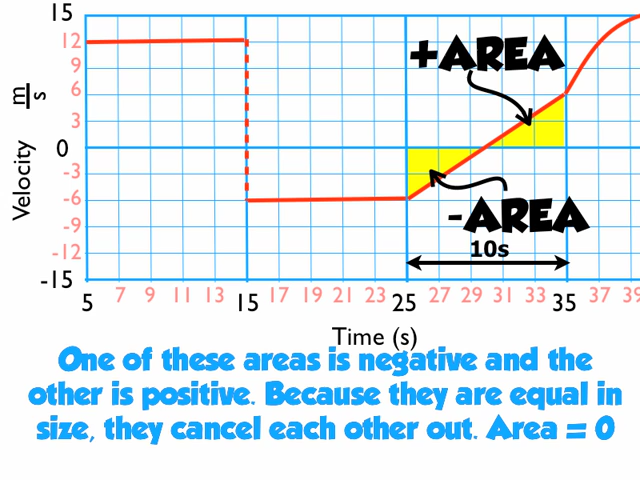 15
12
9
6
3
0
-3
-6
-9
-12
-15
Velocity m/s
+AREA
-AREA
10s
5 7 9 11 13 15 17 19 21 23 25 27 29 31 33 35 37 39
Time (s)
One of these areas is negative and the
other is positive. Because they are equal in
size, they cancel each other out. Area = 0